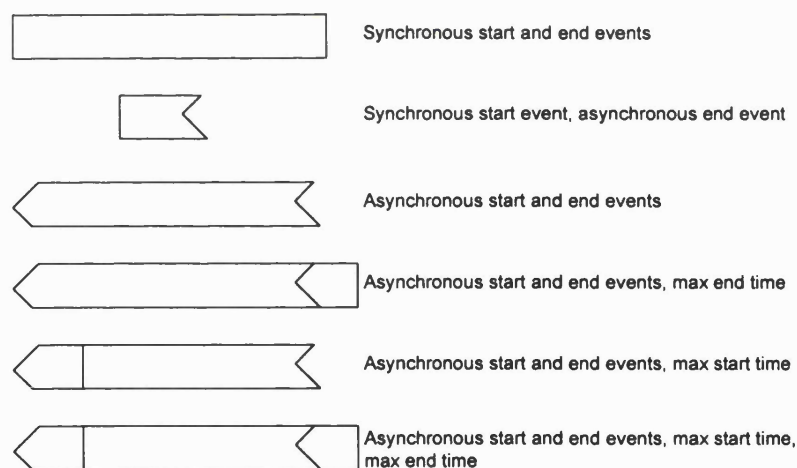 Synchronous start and end events
Synchronous start event, asynchronous end event
Asynchronous start and end events
Asynchronous start and end events, max end time
Asynchronous start and end events, max start time
Asynchronous start and end events, max start time,
max end time